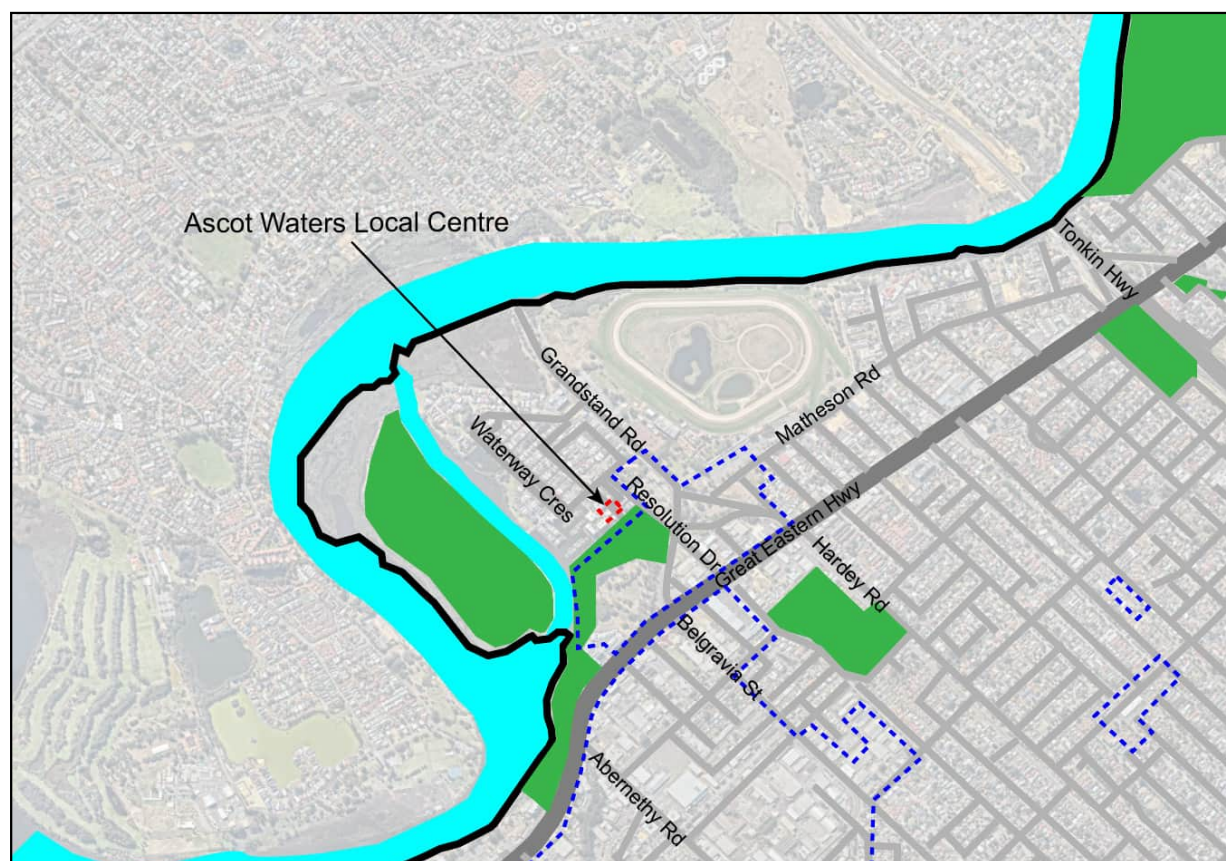 Ascot Waters Local Centre
Tonkin Hwy
Grandstand Rd
Matheson Rd
Waterway Cres
Resolution Dr
Great Eastern Hwy
Hardey Rd
Belgravia St
Abernethy Rd